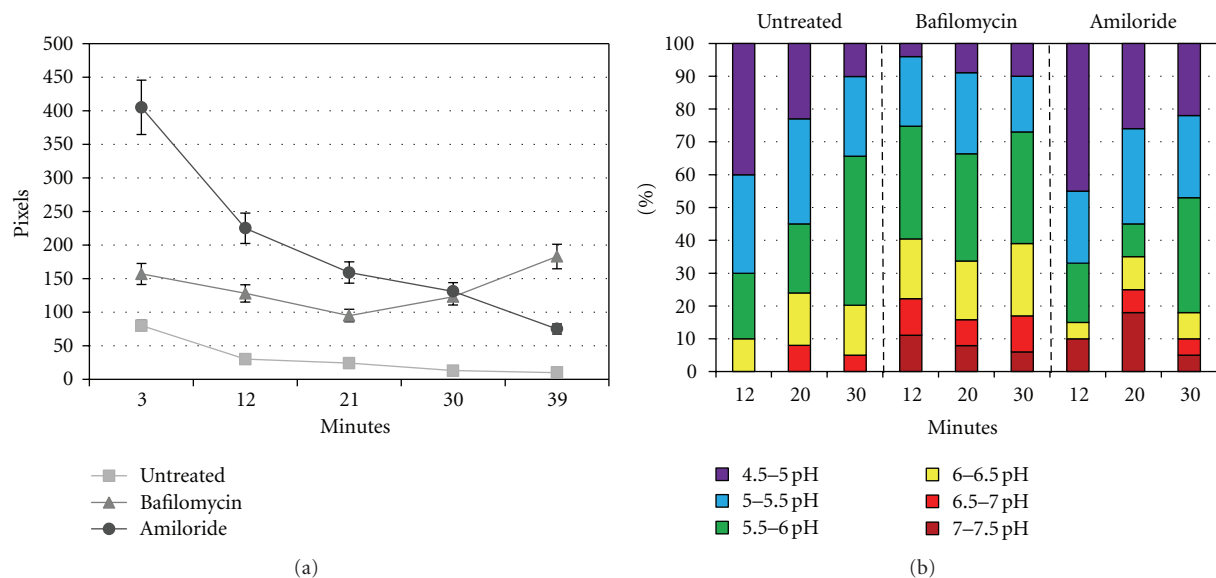 500
450
400
350
300
250
200
150
100
50
0
Pixels
3 12 21 30 39
Minutes
Untreated
Bafilomycin
Amiloride
(a)
Untreated Bafilomycin Amiloride
100
90
80
70
60
50
40
30
20
10
0
(%)
12 20 30 12 20 30 12 20 30
Minutes
4.5–5 pH
5–5.5 pH
5.5–6 pH
6–6.5 pH
6.5–7 pH
7–7.5 pH
(b)